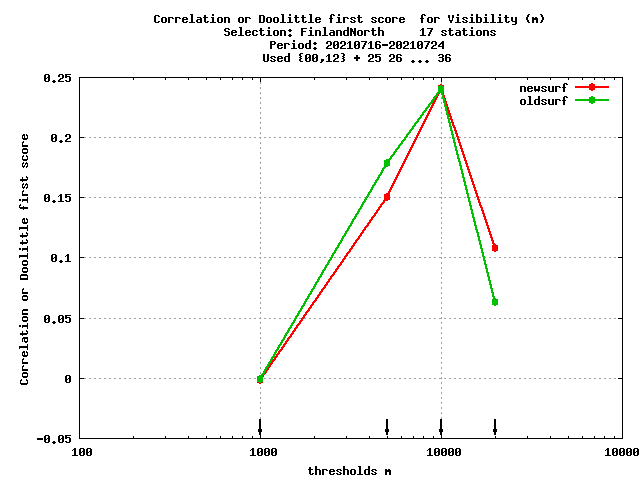 Correlation or Doolittle first score  for Visibility (m)
Selection: FinlandNorth     17 stations
Period: 20210716-20210724
Used {00,12} + 25 26 ... 36
newsurf
oldsurf
Correlation or Doolittle first score
0.25
0.2
0.15
0.1
0.05
0
-0.05
100 1000 10000 10000
thresholds m